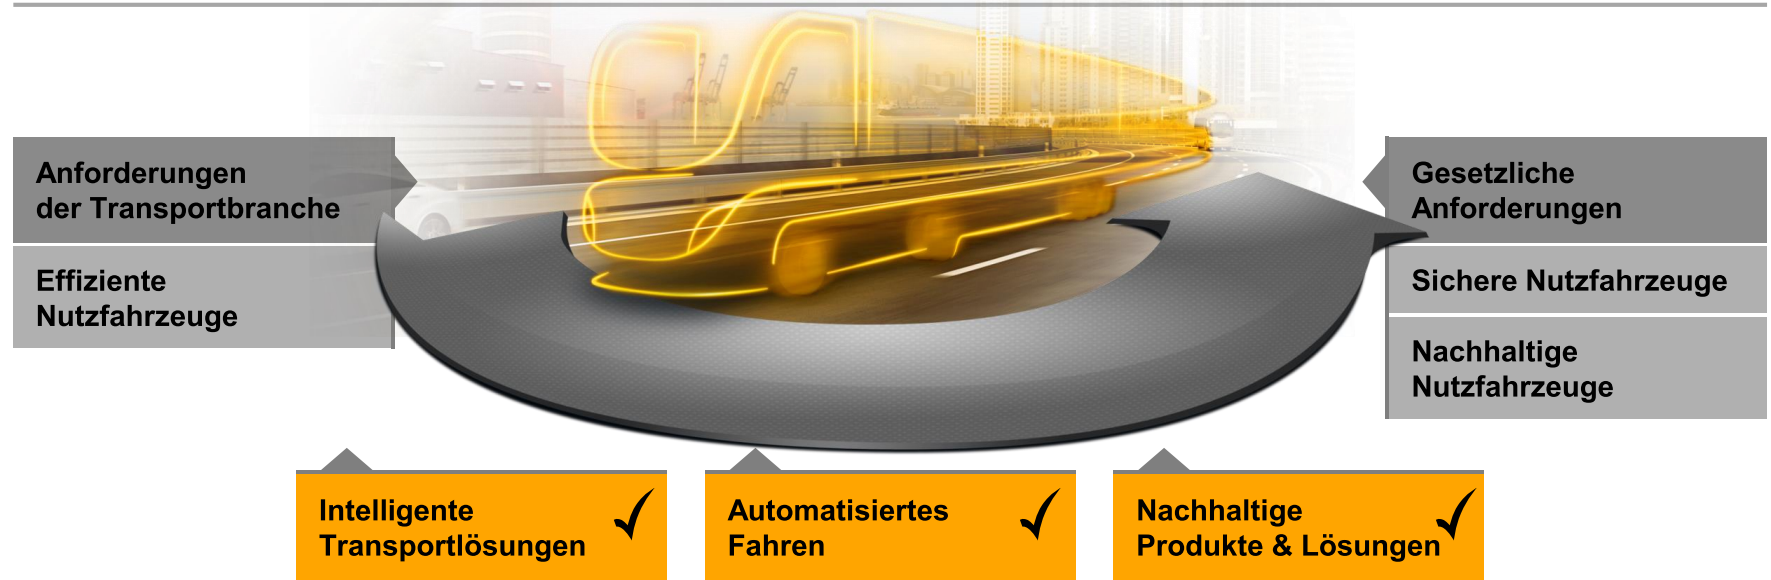 Anforderungen
der Transportbranche
Effiziente
Nutzfahrzeuge
Gesetzliche
Anforderungen
Sichere Nutzfahrzeuge
Nachhaltige
Nutzfahrzeuge
Intelligente
Transportlösungen
Automatisiertes
Fahren
Nachhaltige
Produkte & Lösungen